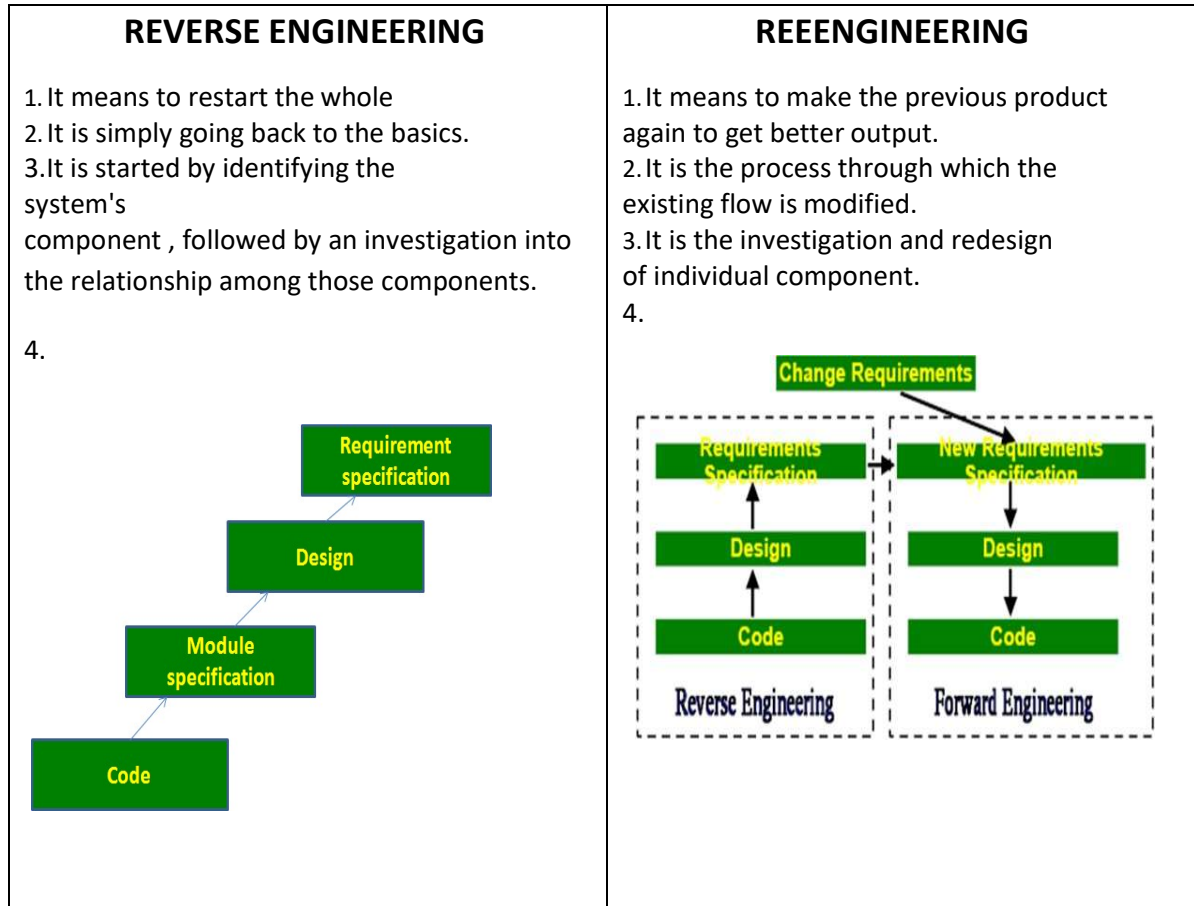 REVERSE ENGINEERING
1. It means to restart the whole
2. It is simply going back to the basics.
3.It is started by identifying the
system's
component , followed by an investigation into
the relationship among those components.
4.
Requirement
specification
Design
Module
specification
Code
REEENGINEERING
1. It means to make the previous product
again to get better output.
2. It is the process through which the
existing flow is modified.
3. It is the investigation and redesign
of individual component.
4.
Change Requirements
Requirements
Specification
New Requirements
Specification
Design
Design
Code
Code
Reverse Engineering
Forward Engineering